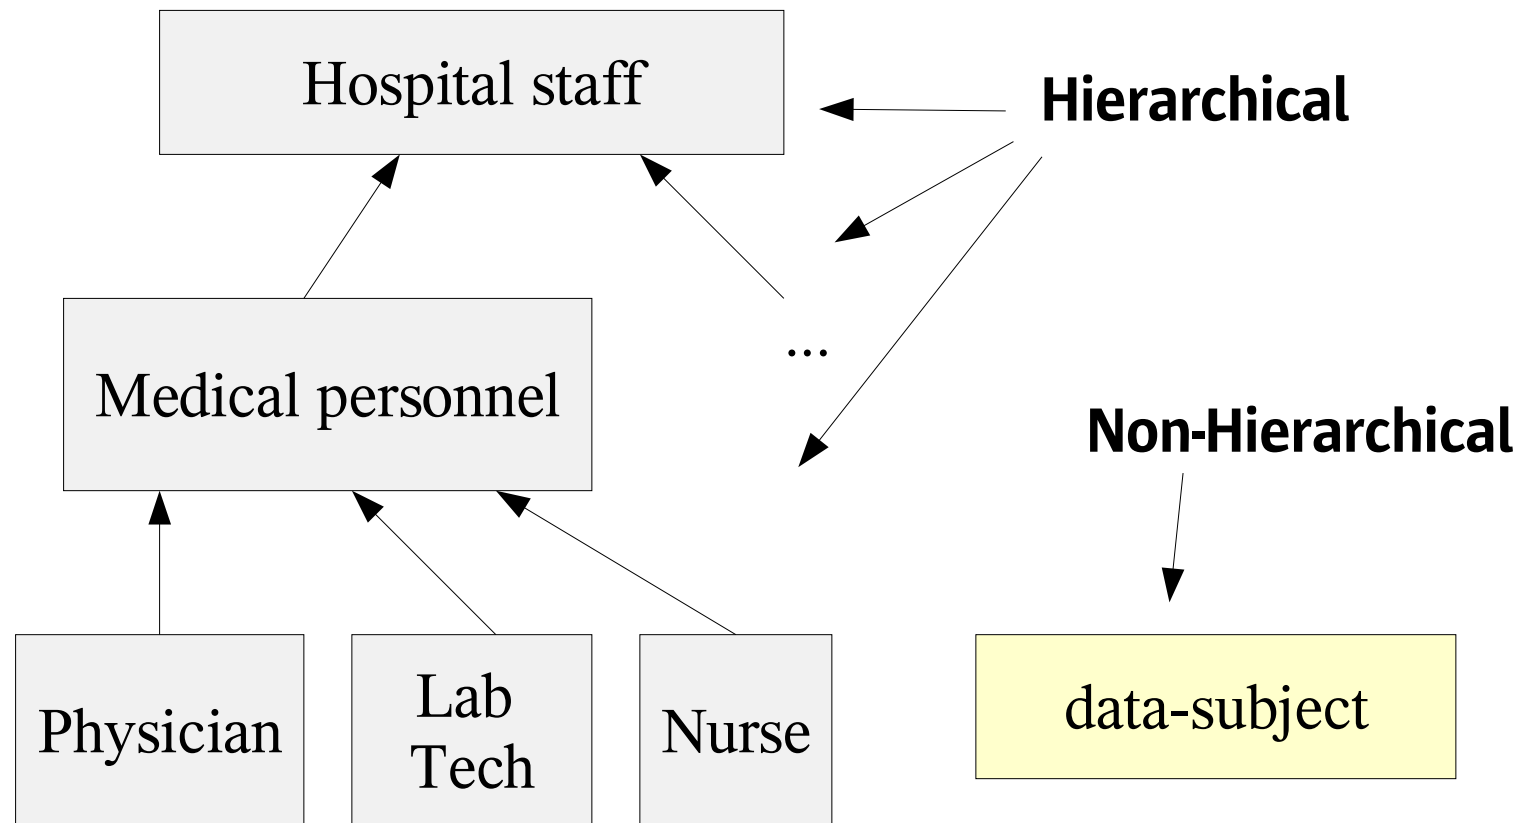 Hospital staff
Hierarchical
...
Medical personnel
Non-Hierarchical
Physician
Lab
Tech
Nurse
data-subject